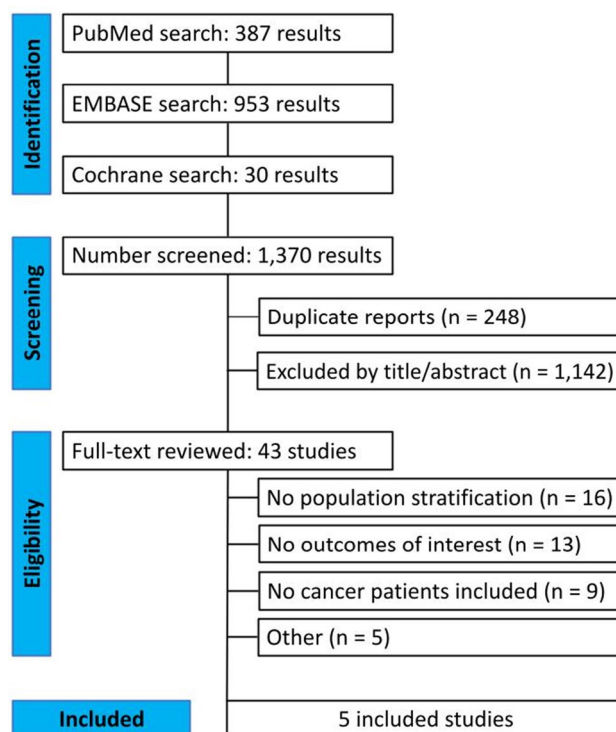 Identification
PubMed search: 387 results
EMBASE search: 953 results
Cochrane search: 30 results
Screening
Number screened: 1,370 results
Duplicate reports (n = 248)
Excluded by title/abstract (n = 1,142)
Eligibility
Full-text reviewed: 43 studies
No population stratification (n = 16)
No outcomes of interest (n = 13)
No cancer patients included (n = 9)
Other (n = 5)
Included
5 included studies